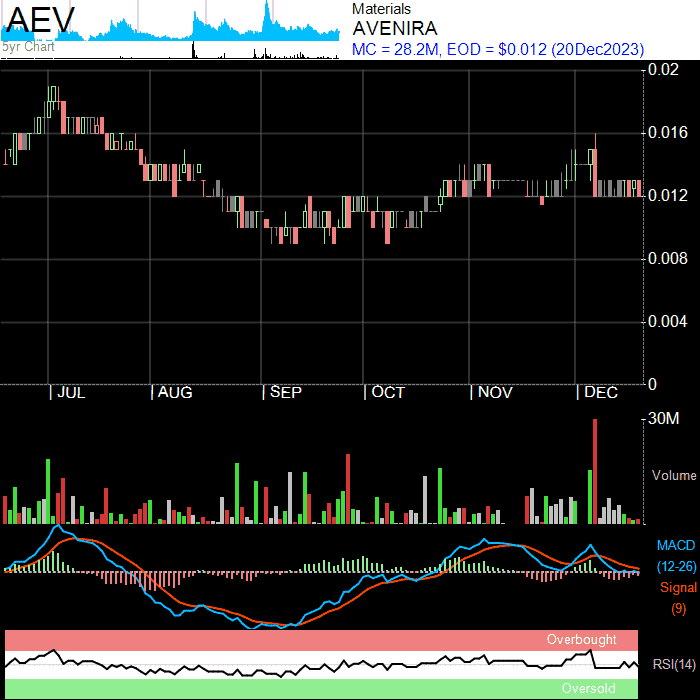 AEV
5yr Chart
Materials
AVENIRA
MC = 28.2M, EOD = $0.012 (20Dec2023)
0.02
0.016
0.012
0.008
0.004
0
JUL
AUG
SEP
OCT
NOV
DEC
30M
Volume
MACD
(12-26)
Signal
(9)
Overbought
RSI(14)
Oversold